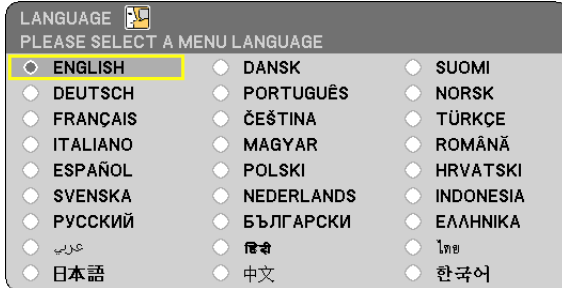 LANGUAGE
PLEASE SELECT A MENU LANGUAGE
ENGLISH DANSK SUOMI
DEUTSCH PORTUGUÊS NORSK
FRANÇAIS ČEŠTINA TÜRKÇE
ITALIANO MAGYAR ROMÂNĂ
ESPAÑOL POLSKI HRVATSKI
SVENSKA NEDERLANDS INDONESIA
РУССКИЙ БЪЛГАРСКИ ΕΛΛΗΝΙΚΑ
عربي हिन्दी ไทย
日本語 中文 한국어